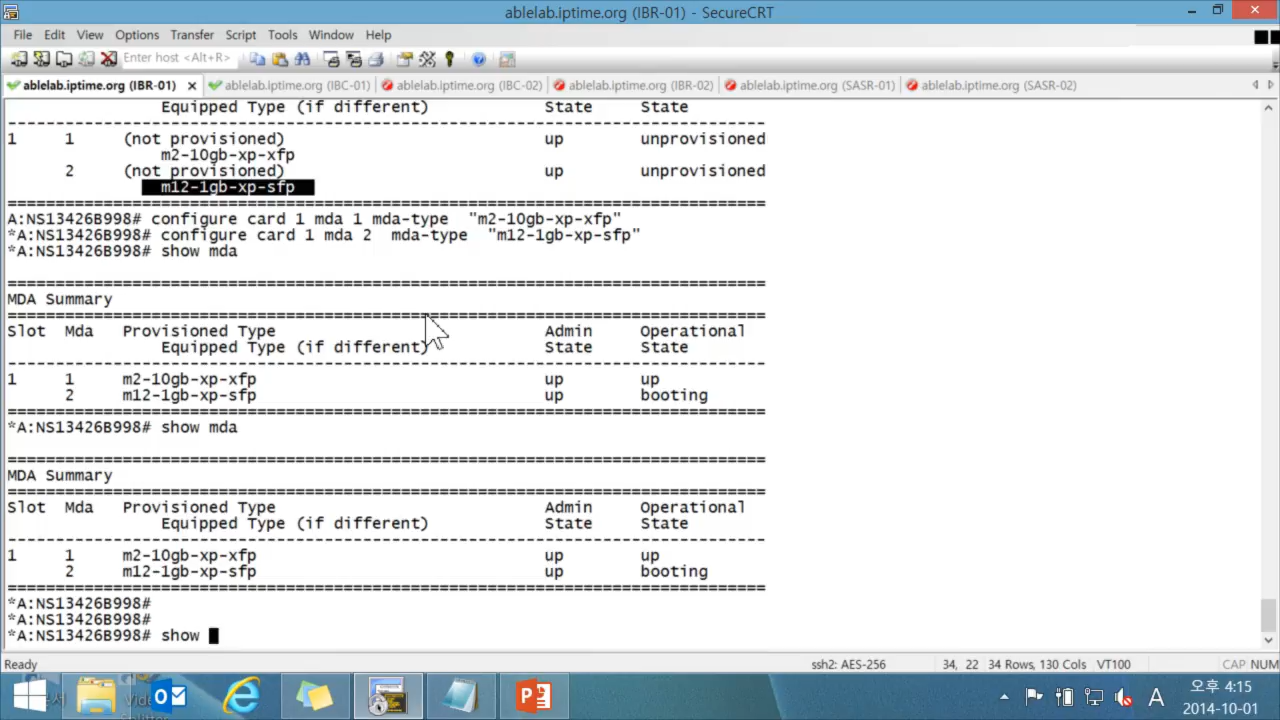 ablelab.iptime.org (IBR-01) - SecureCRT
File Edit View Options Transfer Script Tools Window Help
Enter host <Alt+R>
ablelab.iptime.org (IBR-01) ablelab.iptime.org (IBC-01) ablelab.iptime.org (IBC-02) ablelab.iptime.org (IBR-02) ablelab.iptime.org (SASR-01) ablelab.iptime.org (SASR-02)
Equipped Type (if different) State State
-------------------------------------------------------------------------------
1 1 (not provisioned) up unprovisioned
m2-10gb-xp-xfp
2 (not provisioned) up unprovisioned
m12-1gb-xp-sfp
===============================================================================
A:NS13426B998# configure card 1 mda 1 mda-type "m2-10gb-xp-xfp"
*A:NS13426B998# configure card 1 mda 2 mda-type "m12-1gb-xp-sfp"
*A:NS13426B998# show mda
===============================================================================
MDA Summary
===============================================================================
Slot Mda Provisioned Type Admin Operational
Equipped Type (if different) State State
-------------------------------------------------------------------------------
1 1 m2-10gb-xp-xfp up up
2 m12-1gb-xp-sfp up booting
===============================================================================
*A:NS13426B998# show mda
===============================================================================
MDA Summary
===============================================================================
Slot Mda Provisioned Type Admin Operational
Equipped Type (if different) State State
-------------------------------------------------------------------------------
1 1 m2-10gb-xp-xfp up up
2 m12-1gb-xp-sfp up booting
===============================================================================
*A:NS13426B998#
*A:NS13426B998#
*A:NS13426B998# show
Ready ssh2: AES-256 34, 22 34 Rows, 130 Cols VT100 CAP NUM
A 오후 4:15
2014-10-01